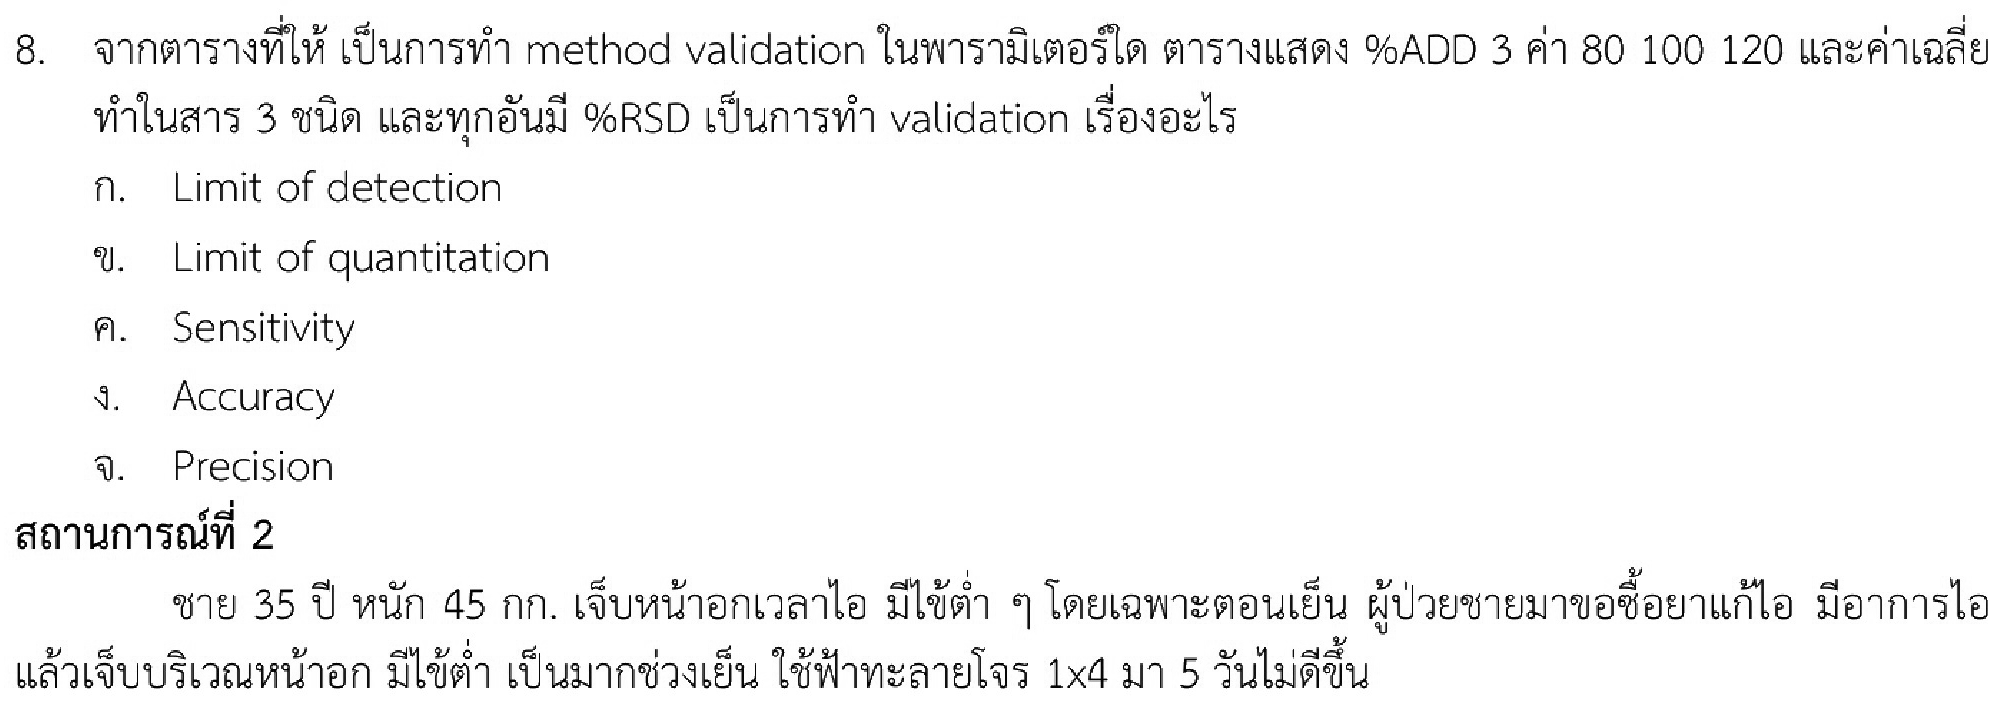 8. จากตารางที่ให้ เป็นการทำ method validation ในพารามิเตอร์ใด ตารางแสดง %ADD 3 ค่า 80 100 120 และค่าเฉลี่ย
ทำในสาร 3 ชนิด และทุกอันมี %RSD เป็นการทำ validation เรื่องอะไร
ก. Limit of detection
ข. Limit of quantitation
ค. Sensitivity
ง. Accuracy
จ. Precision
สถานการณ์ที่ 2
ชาย 35 ปี หนัก 45 กก. เจ็บหน้าอกเวลาไอ มีไข้ต่ำ ๆ โดยเฉพาะตอนเย็น ผู้ป่วยชายมาขอซื้อยาแก้ไอ มีอาการไอ
แล้วเจ็บบริเวณหน้าอก มีไข้ต่ำ เป็นมากช่วงเย็น ใช้ฟ้าทะลายโจร 1x4 มา 5 วันไม่ดีขึ้น